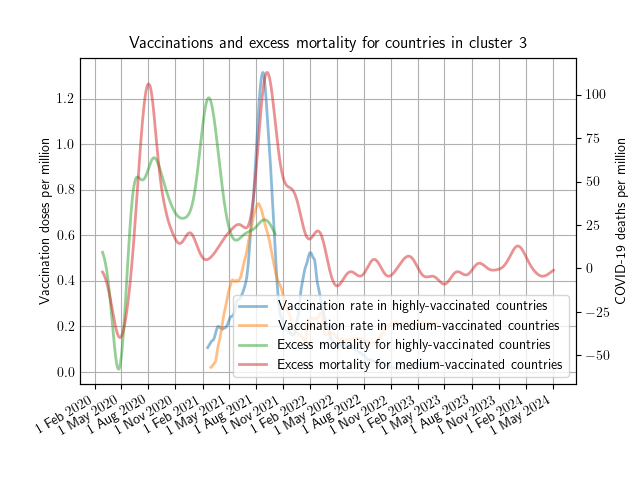 Vaccinations and excess mortality for countries in cluster 3
Vaccination doses per million
1.2
1.0
0.8
0.6
0.4
0.2
0.0
100
75
50
25
0
−25
−50
COVID-19 deaths per million
Vaccination rate in highly-vaccinated countries
Vaccination rate in medium-vaccinated countries
Excess mortality for highly-vaccinated countries
Excess mortality for medium-vaccinated countries
1 Feb 2020
1 May 2020
1 Aug 2020
1 Nov 2020
1 Feb 2021
1 May 2021
1 Aug 2021
1 Nov 2021
1 Feb 2022
1 May 2022
1 Aug 2022
1 Nov 2022
1 Feb 2023
1 May 2023
1 Aug 2023
1 Nov 2023
1 Feb 2024
1 May 2024